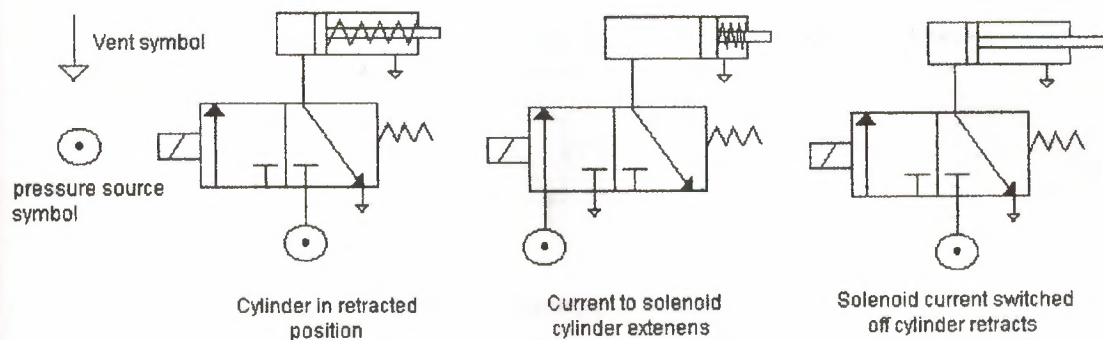 Vent symbol
pressure source
symbol
Cylinder in retracted
position
Current to solenoid
cylinder extenens
Solenoid current switched
off cylinder retracts